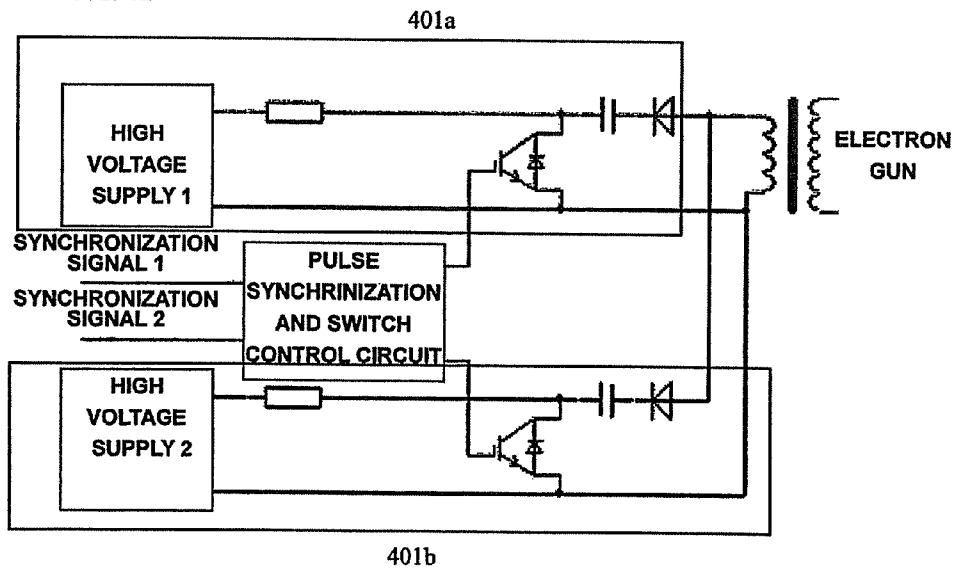 401a
HIGH
VOLTAGE
SUPPLY 1
ELECTRON
GUN
SYNCHRONIZATION
SIGNAL 1
SYNCHRONIZATION
SIGNAL 2
PULSE
SYNCHRINIZATION
AND SWITCH
CONTROL CIRCUIT
HIGH
VOLTAGE
SUPPLY 2
401b